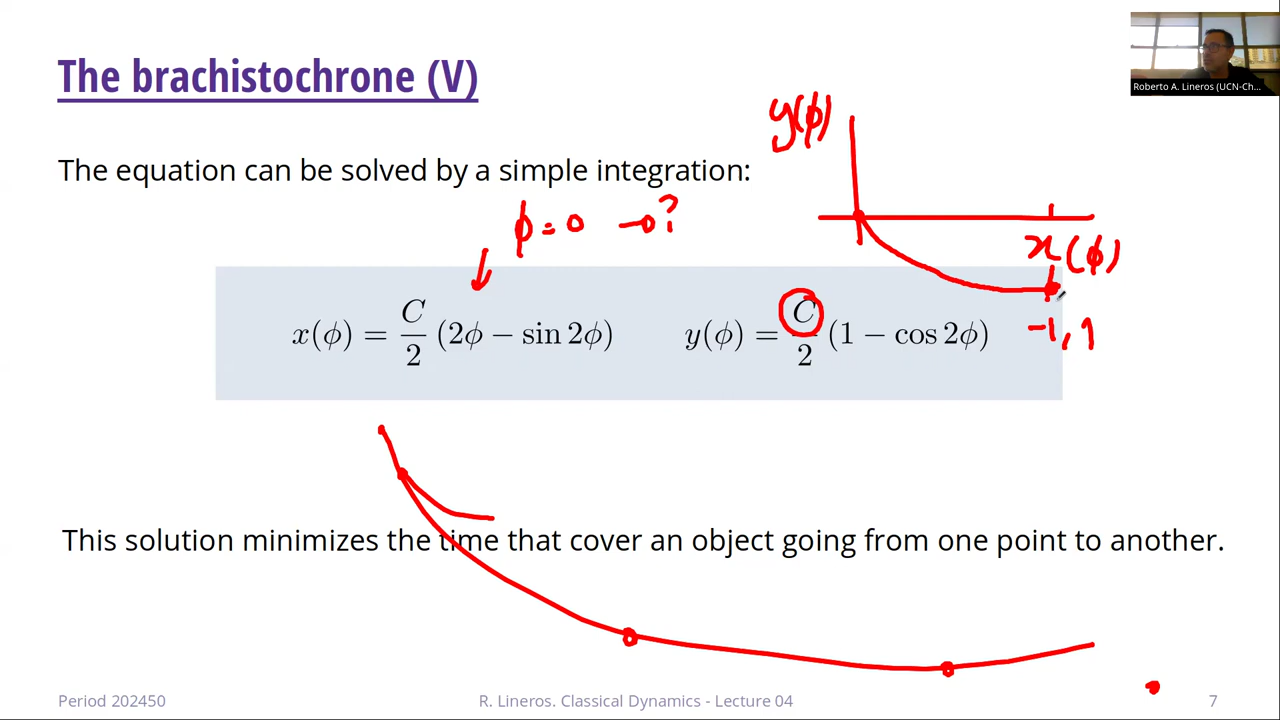 The brachistochrone (V)
Roberto A. Lineros (UCN-Ch...
y(ϕ)
The equation can be solved by a simple integration:
ϕ = 0 → ?
x(ϕ)
x(ϕ) = C/2 (2ϕ − sin 2ϕ) y(ϕ) = C/2 (1 − cos 2ϕ)
-1, 1
This solution minimizes the time that cover an object going from one point to another.
Period 202450 R. Lineros. Classical Dynamics - Lecture 04 7